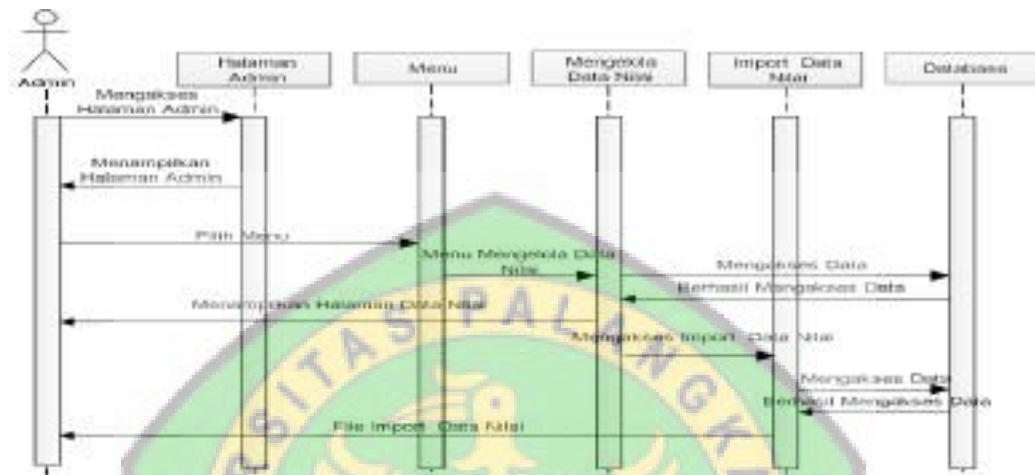 Admin
Halaman
Admin
Menu
Mengelola
Data Nilai
Import Data
Nilai
Database
Mengakses
Halaman Admin
Menampilkan
Halaman Admin
Pilih Menu
Menu Mengelola Data
Nilai
Mengakses Data
Berhasil Mengakses Data
Menampilkan Halaman Data Nilai
Mengakses Import Data Nilai
Mengakses Data
Berhasil Mengakses Data
File Import Data Nilai
SITAS PALANGK